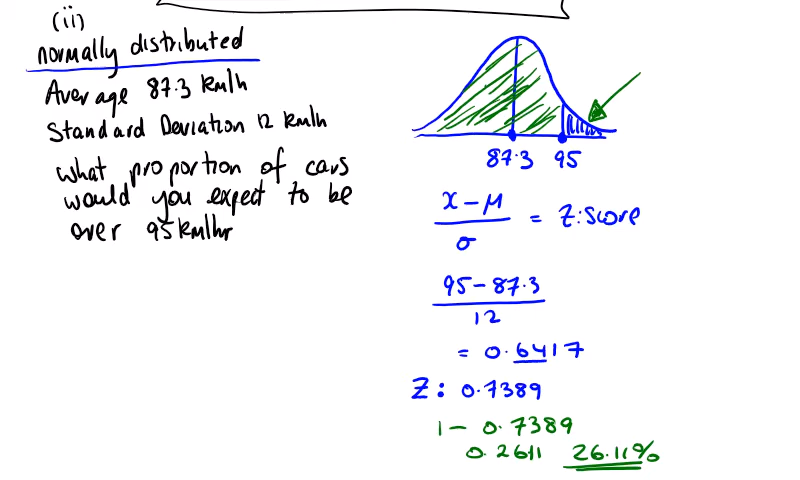 (ii)
normally distributed
Average 87.3 km/h
Standard Deviation 12 km/h
what proportion of cars
would you expect to be
over 95 km/hr
87.3 95
x - μ
σ
= Z:Score
95 - 87.3
12
= 0.6417
Z: 0.7389
1 - 0.7389
0.2611 26.11%